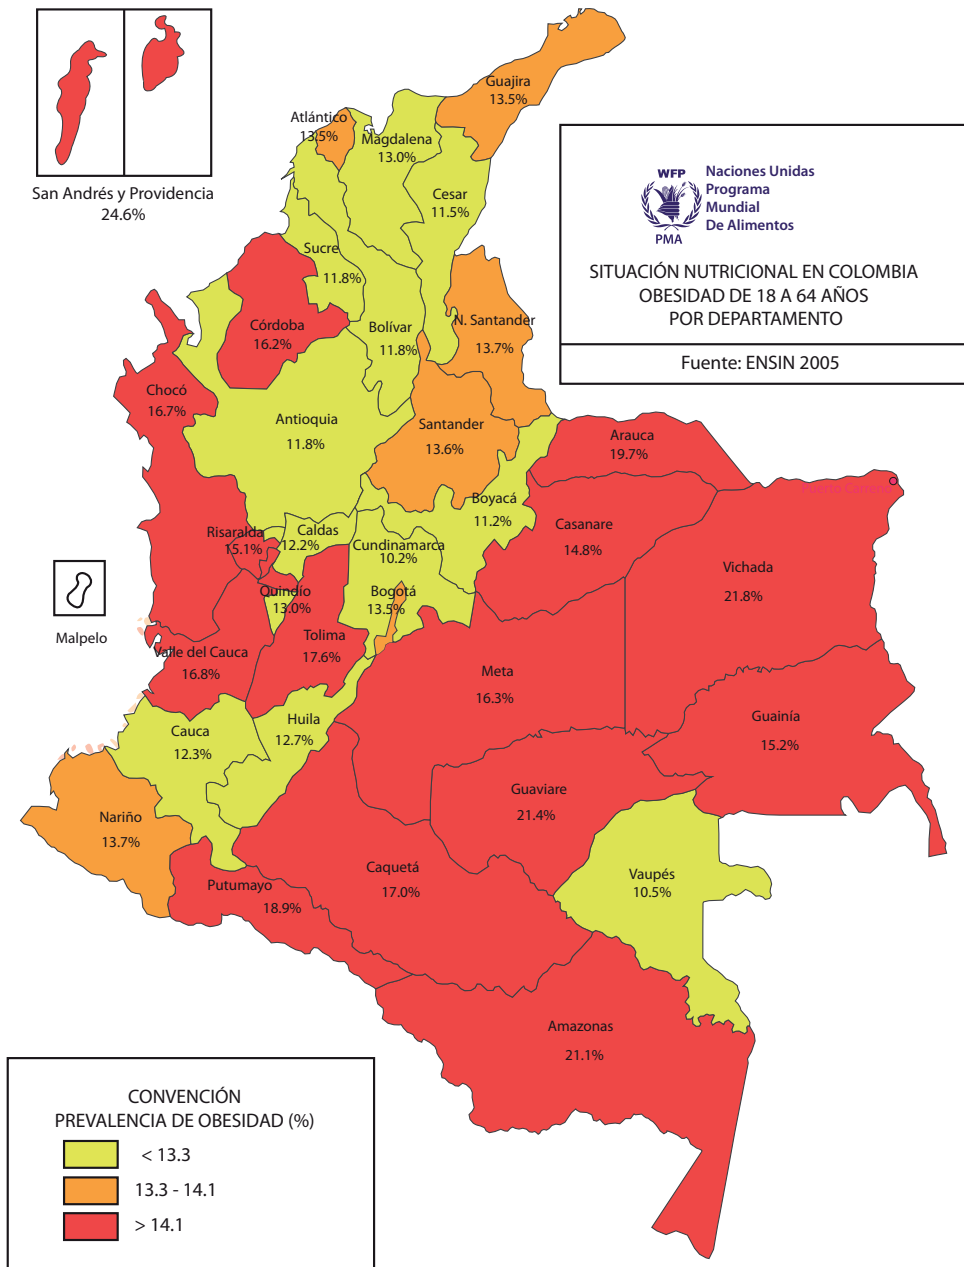 San Andrés y Providencia
24.6%
Guajira
13.5%
Atlántico
13.5%
Magdalena
13.0%
Cesar
11.5%
WFP
PMA
Naciones Unidas
Programa
Mundial
De Alimentos
SITUACIÓN NUTRICIONAL EN COLOMBIA
OBESIDAD DE 18 A 64 AÑOS
POR DEPARTAMENTO
Fuente: ENSIN 2005
Sucre
11.8%
Córdoba
16.2%
Bolívar
11.8%
N. Santander
13.7%
Chocó
16.7%
Antioquia
11.8%
Santander
13.6%
Arauca
19.7%
Puerto Carreño
Boyacá
11.2%
Casanare
14.8%
Vichada
21.8%
Risaralda
15.1%
Caldas
12.2%
Cundinamarca
10.2%
Quindío
13.0%
Bogotá
13.5%
Malpelo
Tolima
17.6%
Valle del Cauca
16.8%
Meta
16.3%
Guainía
15.2%
Cauca
12.3%
Huila
12.7%
Guaviare
21.4%
Nariño
13.7%
Caquetá
17.0%
Vaupés
10.5%
Putumayo
18.9%
Amazonas
21.1%
CONVENCIÓN
PREVALENCIA DE OBESIDAD (%)
< 13.3
13.3 - 14.1
> 14.1